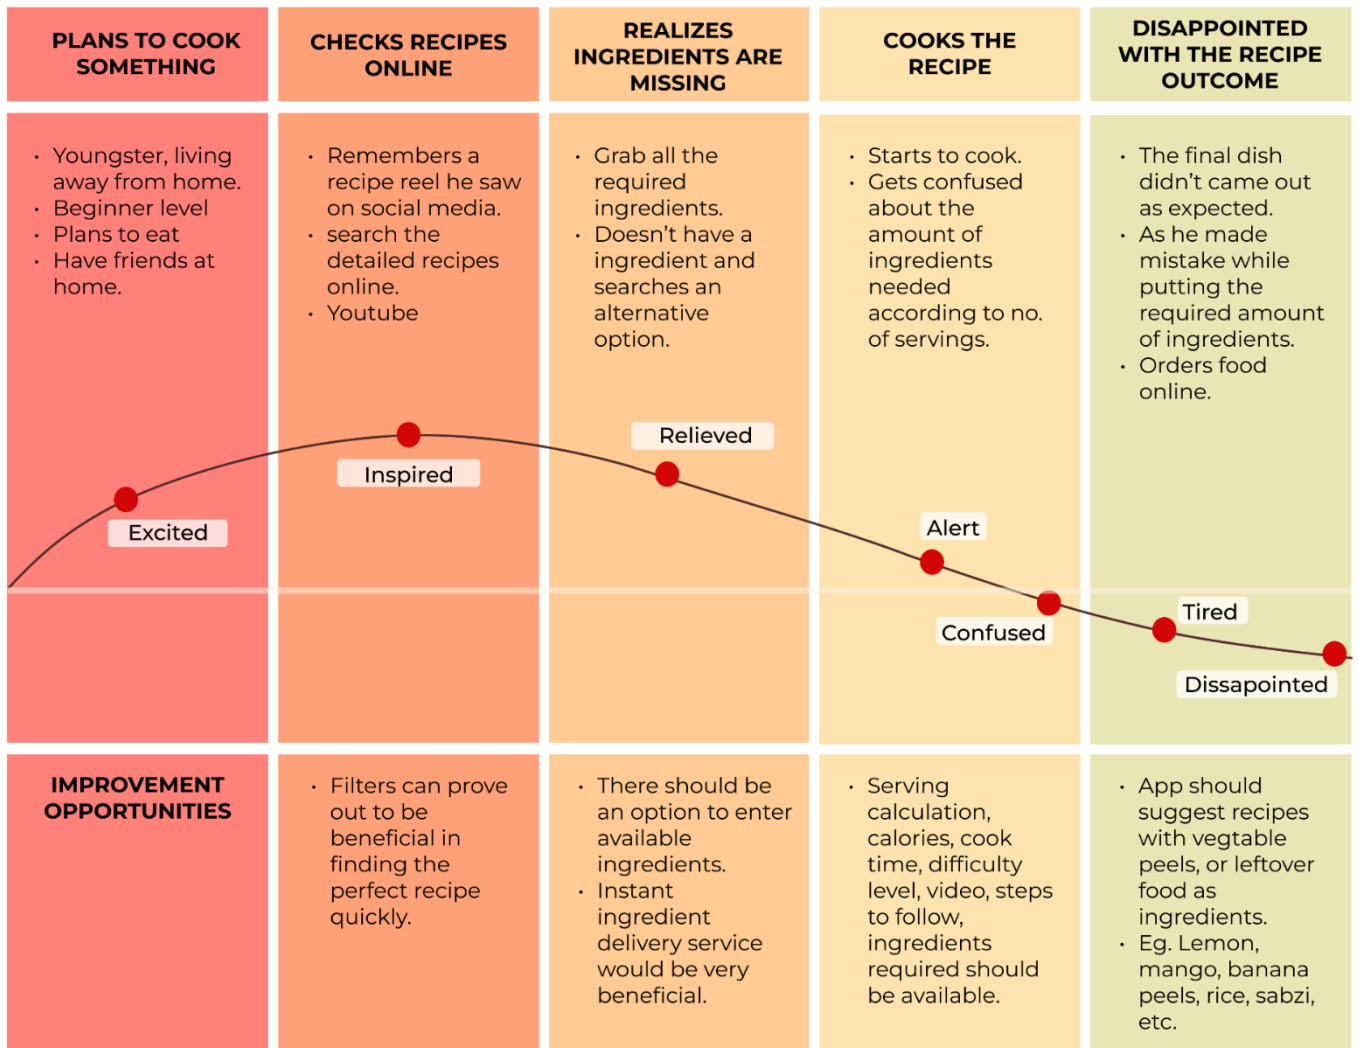 PLANS TO COOK
SOMETHING
CHECKS RECIPES
ONLINE
REALIZES
INGREDIENTS ARE
MISSING
COOKS THE
RECIPE
DISAPPOINTED
WITH THE RECIPE
OUTCOME
• Youngster, living
away from home.
• Beginner level
• Plans to eat
• Have friends at
home.
• Remembers a
recipe reel he saw
on social media.
• search the
detailed recipes
online.
• Youtube
• Grab all the
required
ingredients.
• Doesn't have a
ingredient and
searches an
alternative
option.
• Starts to cook.
• Gets confused
about the
amount of
ingredients
needed
according to no.
of servings.
• The final dish
didn't came out
as expected.
• As he made
mistake while
putting the
required amount
of ingredients.
• Orders food
online.
Excited
Inspired
Relieved
Alert
Confused
Tired
Dissapointed
IMPROVEMENT
OPPORTUNITIES
• Filters can prove
out to be
beneficial in
finding the
perfect recipe
quickly.
• There should be
an option to enter
available
ingredients.
• Instant
ingredient
delivery service
would be very
beneficial.
• Serving
calculation,
calories, cook
time, difficulty
level, video, steps
to follow,
ingredients
required should
be available.
• App should
suggest recipes
with vegtable
peels, or leftover
food as
ingredients.
• Eg. Lemon,
mango, banana
peels, rice, sabzi,
etc.